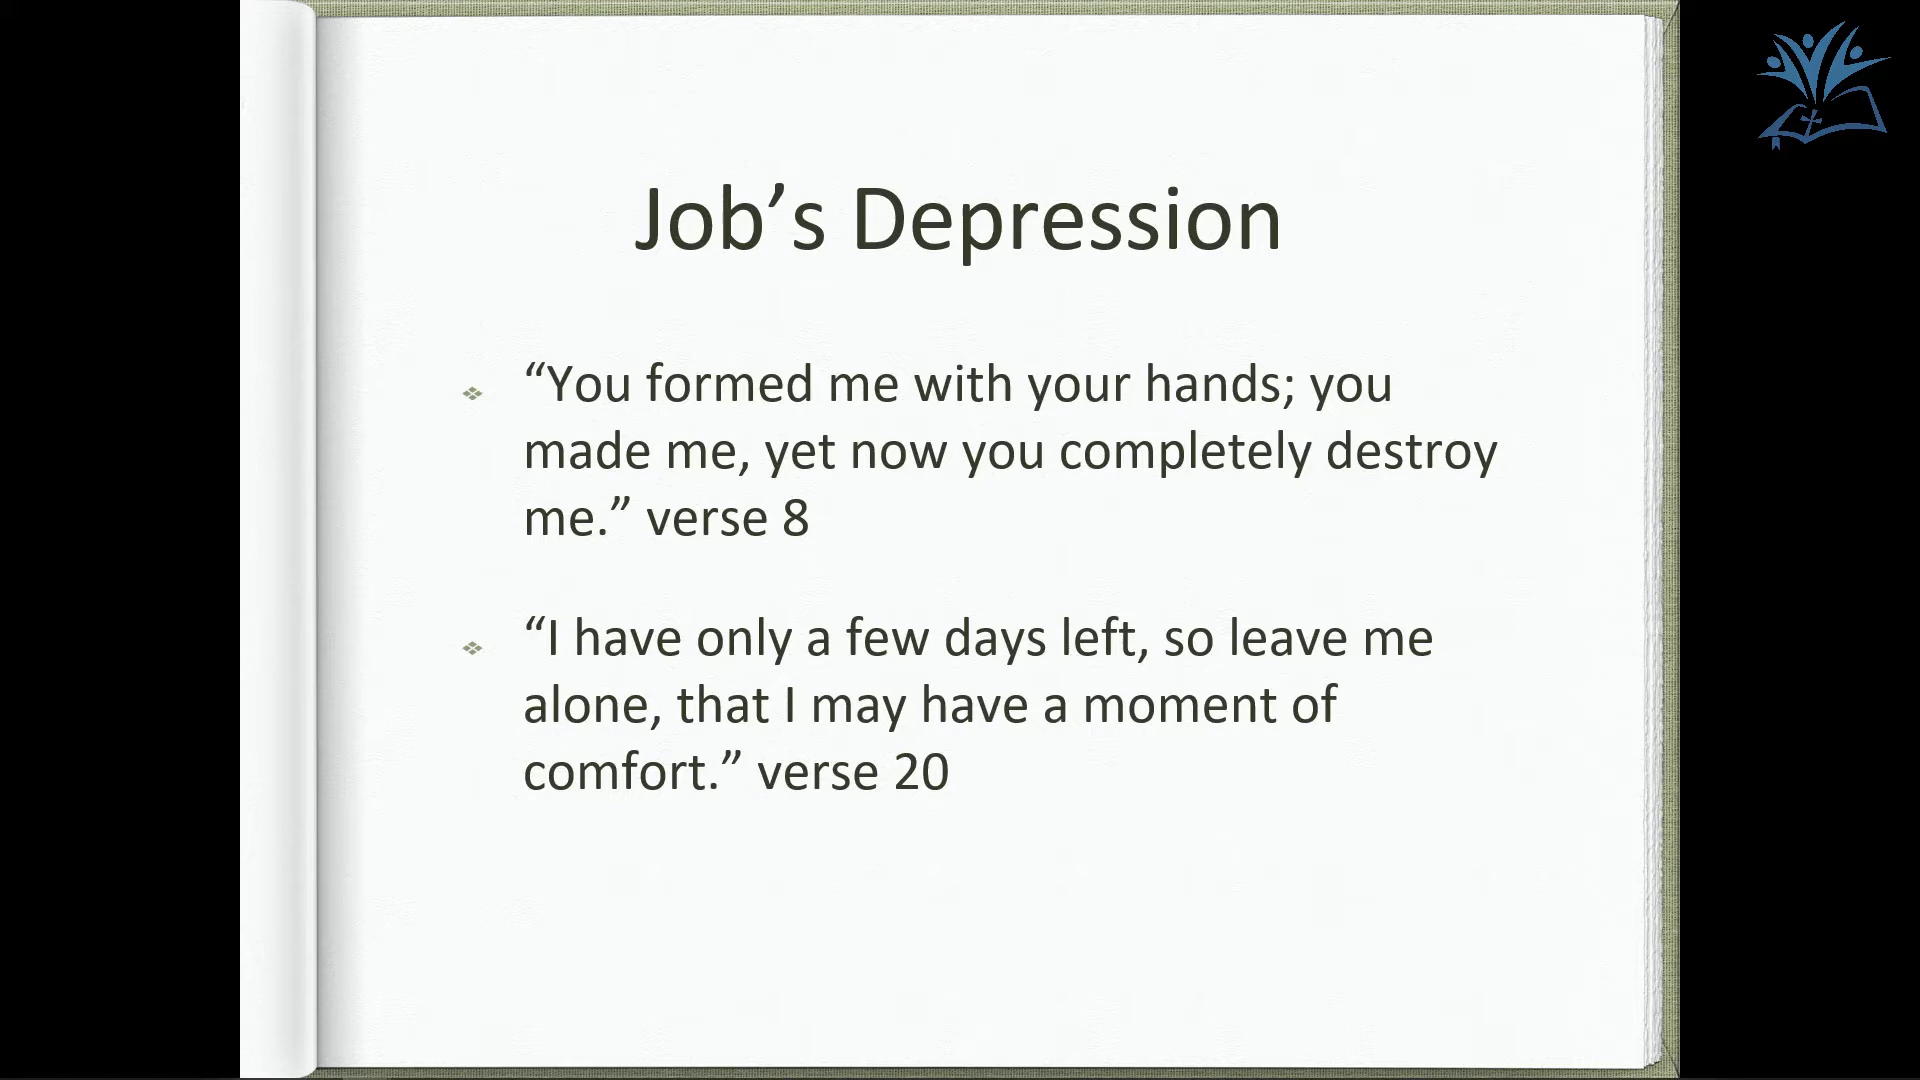 Job’s Depression
“You formed me with your hands; you
made me, yet now you completely destroy
me.” verse 8
“I have only a few days left, so leave me
alone, that I may have a moment of
comfort.” verse 20